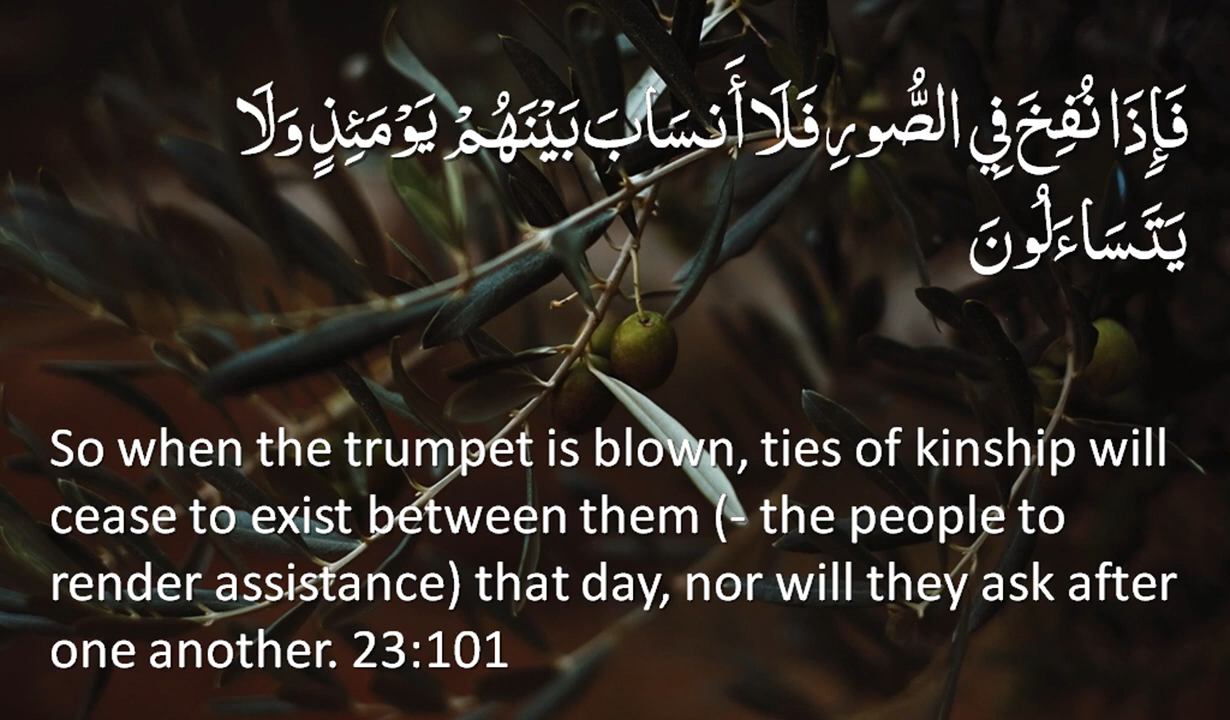 فَإِذَا نُفِخَ فِي الصُّورِ فَلَا أَنسَابَ بَيْنَهُمْ يَوْمَئِذٍ وَلَا
يَتَسَاءَلُونَ
So when the trumpet is blown, ties of kinship will
cease to exist between them (- the people to
render assistance) that day, nor will they ask after
one another. 23:101